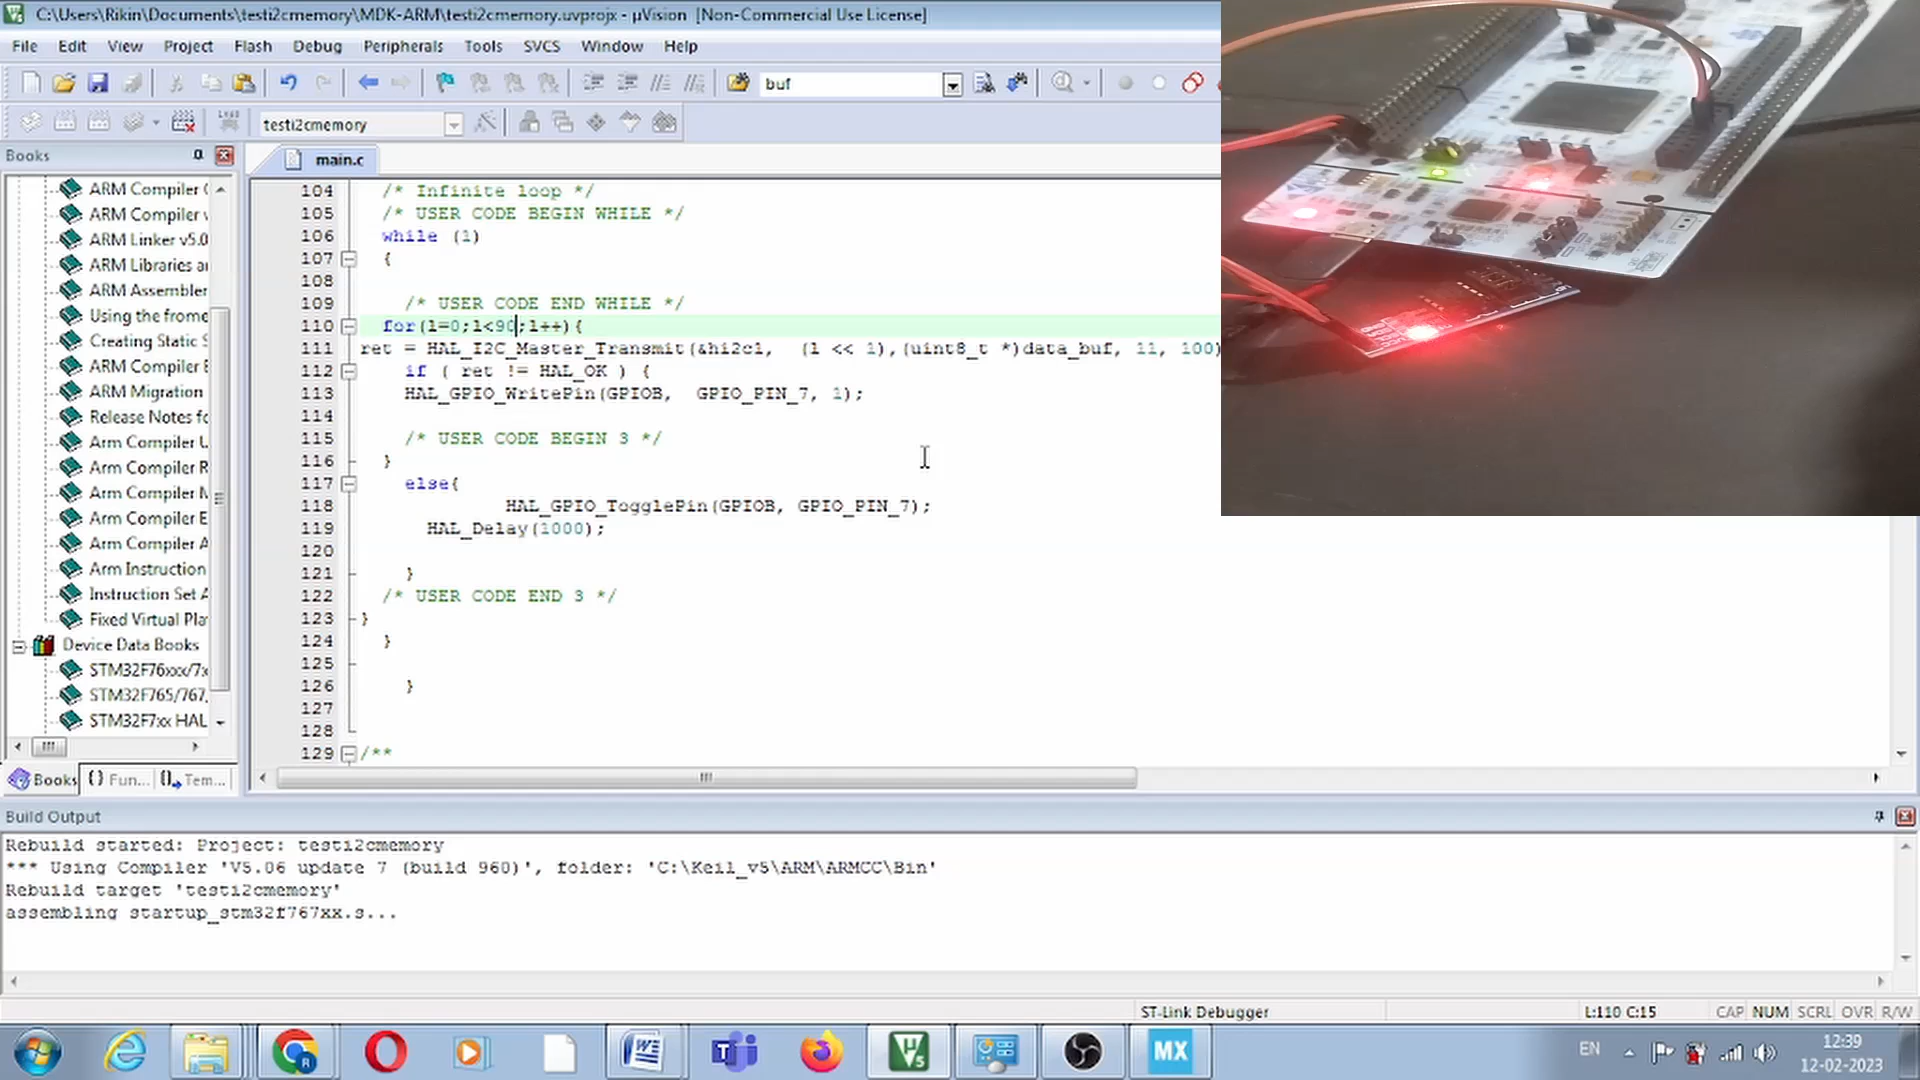 C:\Users\Rikin\Documents\testi2cmemory\MDK-ARM\testi2cmemory.uvprojx - µVision [Non-Commercial Use License]
File Edit View Project Flash Debug Peripherals Tools SVCS Window Help
buf
LOAD
testi2cmemory
Books
main.c
ARM Compiler
ARM Compiler
ARM Linker v5.0
ARM Libraries
ARM Assembler
Using the frome
Creating Static
ARM Compiler
ARM Migration
Release Notes fo
Arm Compiler
Arm Compiler
Arm Compiler
Arm Compiler
Arm Compiler
Arm Instruction
Instruction Set
Fixed Virtual Pla
Device Data Books
STM32F76xxx/7
STM32F765/767,
STM32F7xx HAL
Books {} Fun... Tem...
104 /* Infinite loop */
105 /* USER CODE BEGIN WHILE */
106 while (1)
107 {
108
109 /* USER CODE END WHILE */
110 for(l=0;l<90;l++){
111 ret = HAL_I2C_Master_Transmit(&hi2c1, (l << 1),(uint8_t *)data_buf, 11, 100)
112 if ( ret != HAL_OK ) {
113 HAL_GPIO_WritePin(GPIOB, GPIO_PIN_7, 1);
114
115 /* USER CODE BEGIN 3 */
116 }
117 else{
118 HAL_GPIO_TogglePin(GPIOB, GPIO_PIN_7);
119 HAL_Delay(1000);
120
121 }
122 /* USER CODE END 3 */
123 }
124 }
125
126 }
127
128
129 /**
Build Output
Rebuild started: Project: testi2cmemory
*** Using Compiler 'V5.06 update 7 (build 960)', folder: 'C:\Keil_v5\ARM\ARMCC\Bin'
Rebuild target 'testi2cmemory'
assembling startup_stm32f767xx.s...
ST-Link Debugger
L:110 C:15
CAP NUM SCRL OVR R/W
MX
EN
12:39
12-02-2023